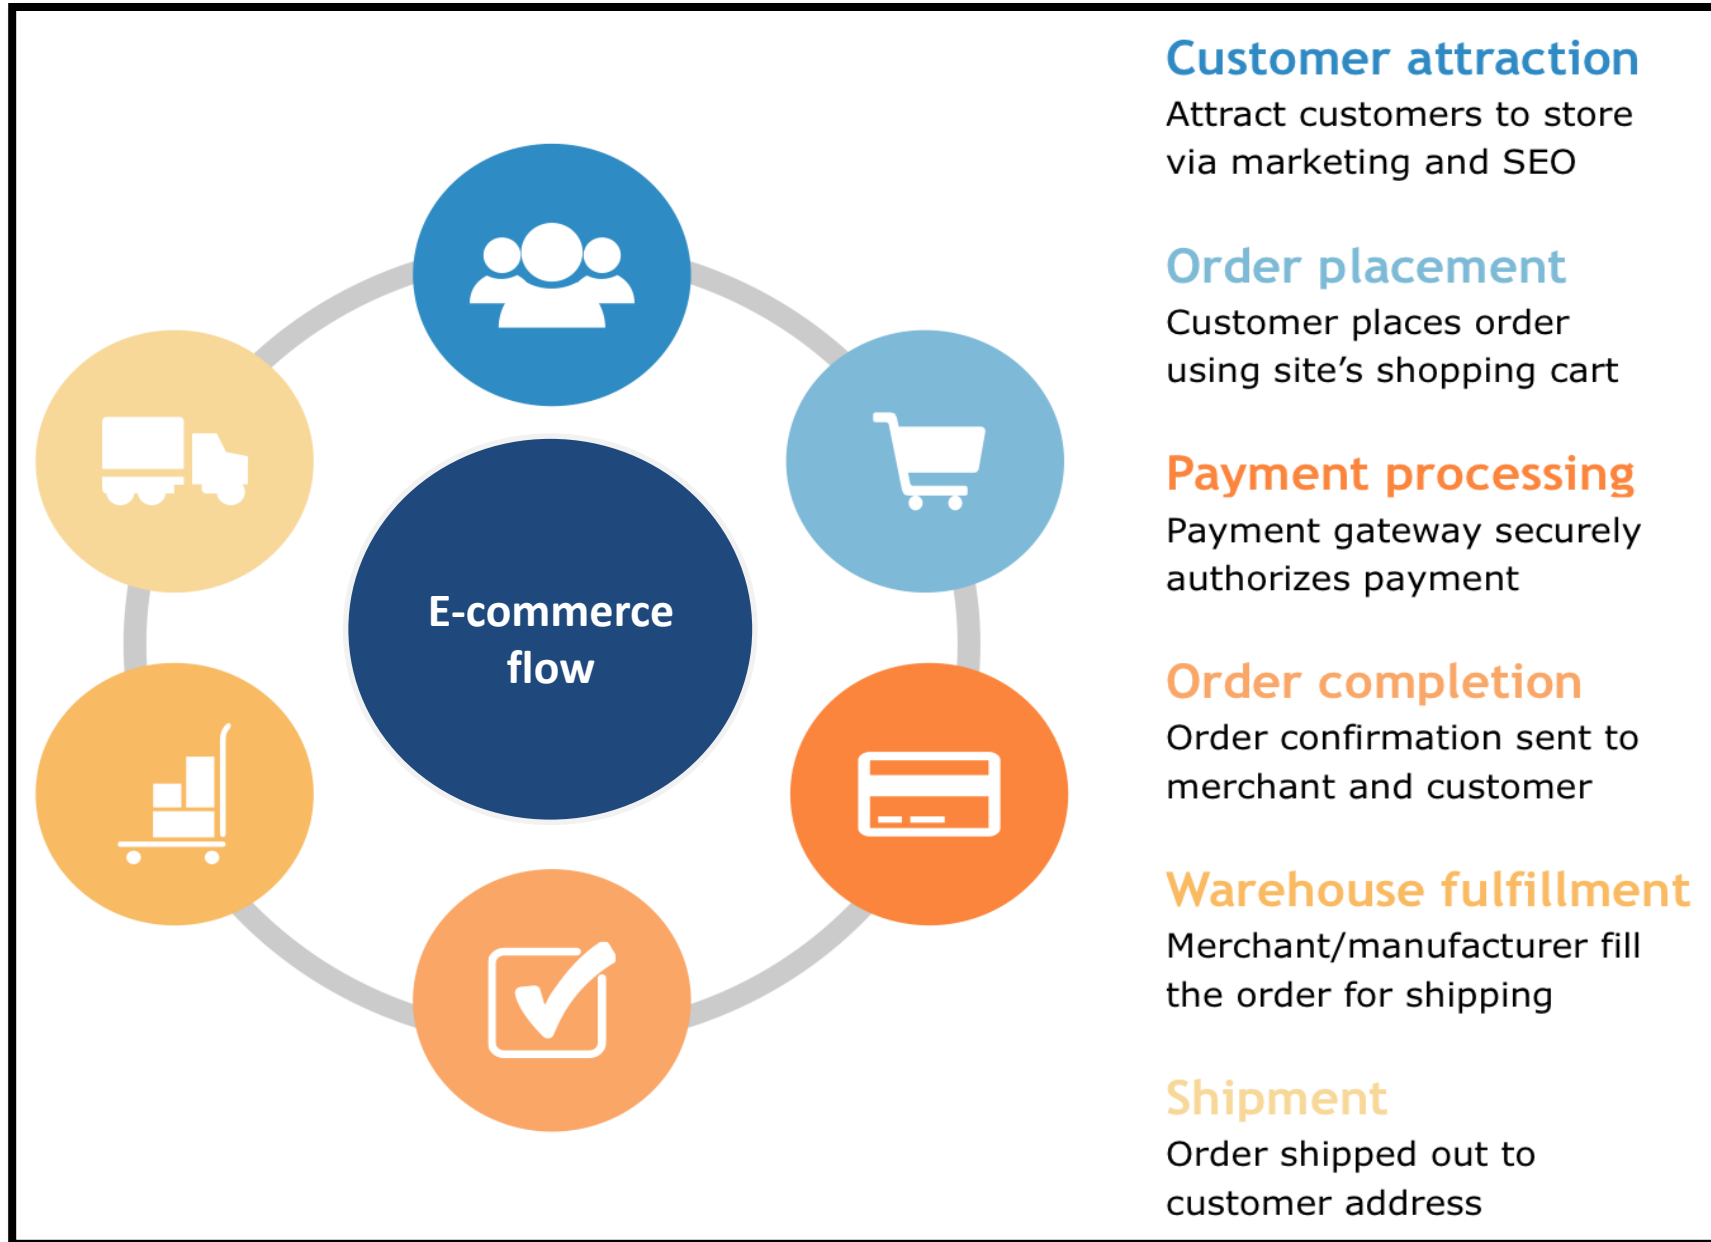 E-commerce
flow
Customer attraction
Attract customers to store
via marketing and SEO
Order placement
Customer places order
using site’s shopping cart
Payment processing
Payment gateway securely
authorizes payment
Order completion
Order confirmation sent to
merchant and customer
Warehouse fulfillment
Merchant/manufacturer fill
the order for shipping
Shipment
Order shipped out to
customer address